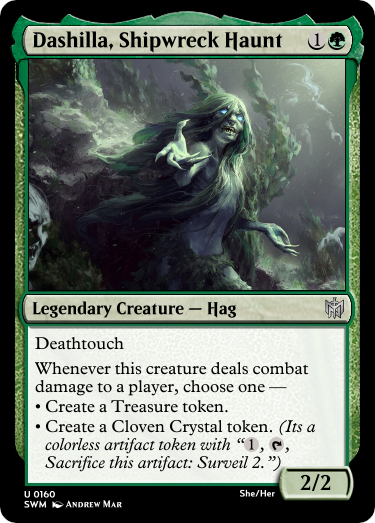 Dashilla, Shipwreck Haunt 1
Legendary Creature — Hag
Deathtouch
Whenever this creature deals combat
damage to a player, choose one —
• Create a Treasure token.
• Create a Cloven Crystal token. (Its a
colorless artifact token with “1, ,
Sacrifice this artifact: Surveil 2.”)
2/2
U 0160
She/Her
SWM Andrew Mar